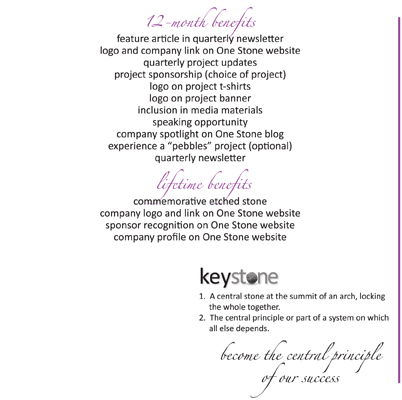 12-month benefits
feature article in quarterly newsletter
logo and company link on One Stone website
quarterly project updates
project sponsorship (choice of project)
logo on project t-shirts
logo on project banner
inclusion in media materials
speaking opportunity
company spotlight on One Stone blog
experience a “pebbles” project (optional)
quarterly newsletter
lifetime benefits
commemorative etched stone
company logo and link on One Stone website
sponsor recognition on One Stone website
company profile on One Stone website
keystone
1. A central stone at the summit of an arch, locking
the whole together.
2. The central principle or part of a system on which
all else depends.
become the central principle
of our success